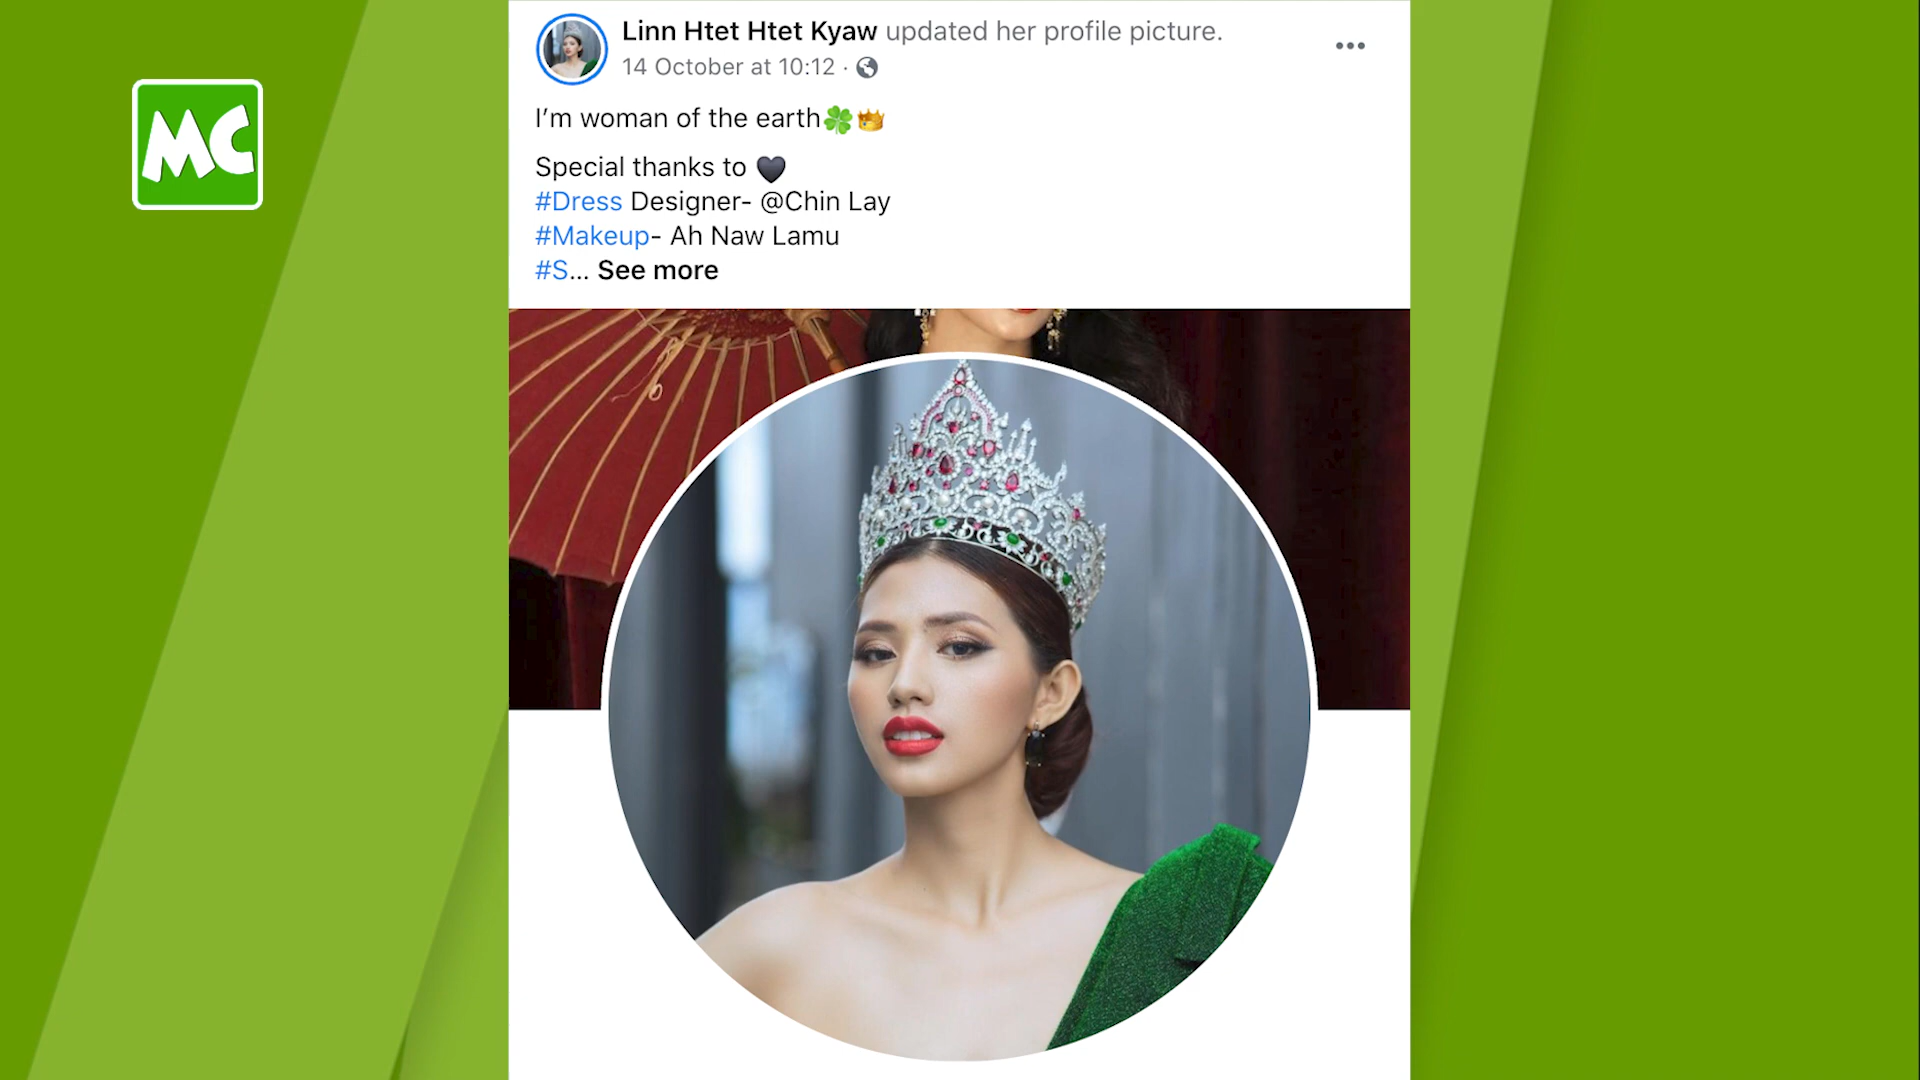 MC
Linn Htet Htet Kyaw updated her profile picture.
14 October at 10:12 ·
I’m woman of the earth🍀👑
Special thanks to 🖤
#Dress Designer- @Chin Lay
#Makeup- Ah Naw Lamu
#S... See more